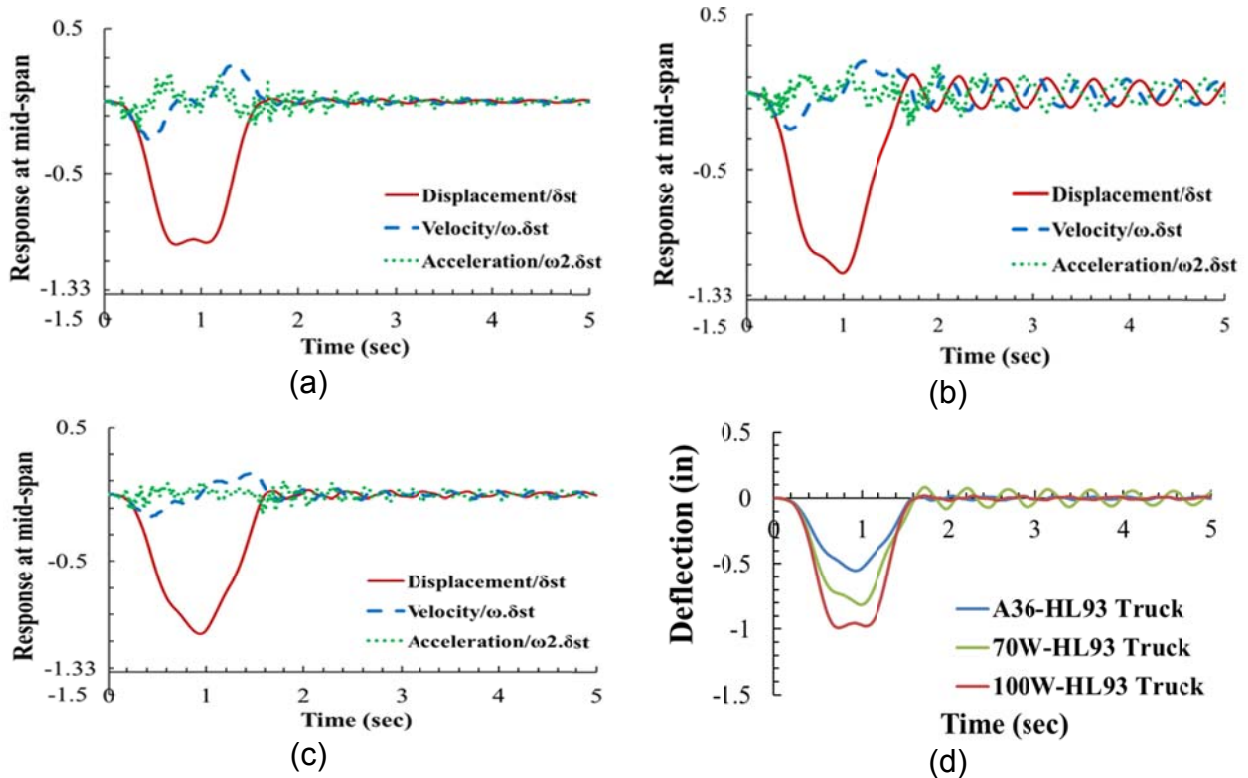 0.5
-0.5
-1.33
-1.5
0 1 2 3 4 5
Response at mid-span
Time (sec)
Displacement/δst
Velocity/ω.δst
Acceleration/ω2.δst
(a)
0.5
-0.5
-1.33
-1.5
0 1 2 3 4 5
Response at mid-span
Time (sec)
Displacement/δst
Velocity/ω.δst
Acceleration/ω2.δst
(b)
0.5
-0.5
-1.33
-1.5
0 1 2 3 4 5
Response at mid-span
Time (sec)
Displacement/δst
Velocity/ω.δst
Acceleration/ω2.δst
(c)
0.5
0
-0.5
-1
-1.5
0 1 2 3 4 5
Deflection (in)
A36-HL93 Truck
70W-HL93 Truck
100W-HL93 Truck
Time (sec)
(d)